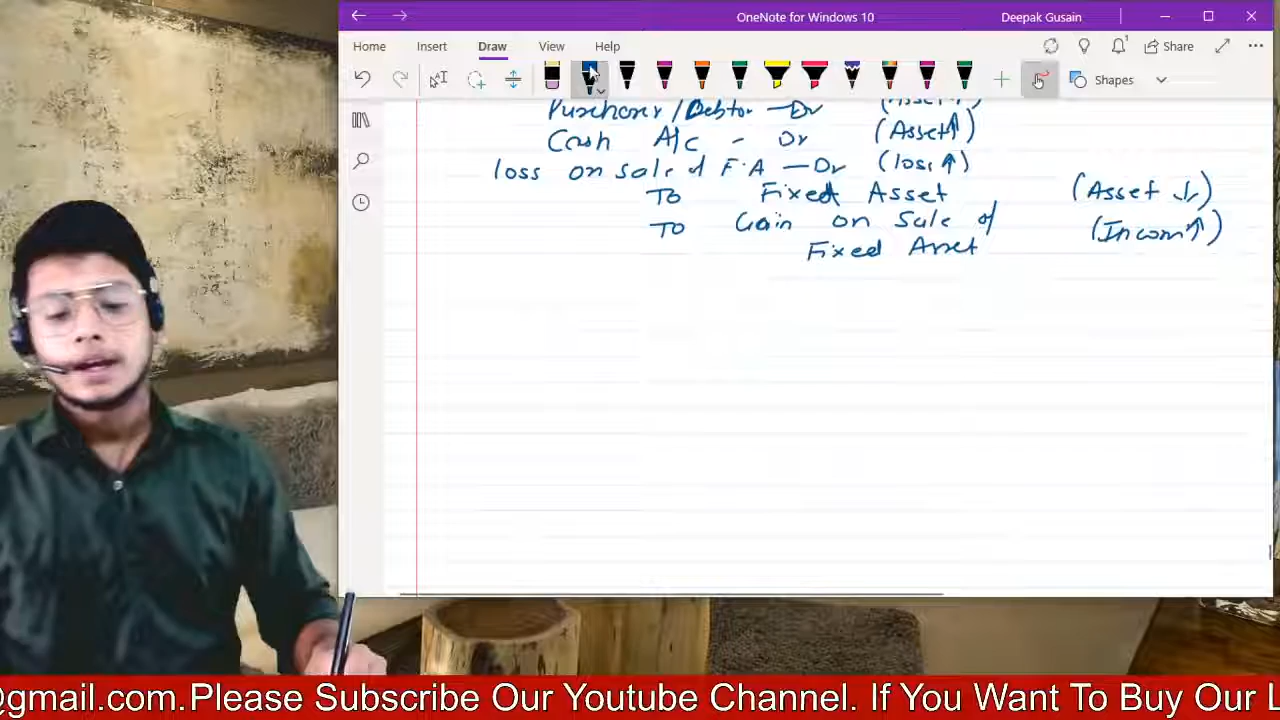 OneNote for Windows 10
Deepak Gusain
Home Insert Draw View Help
Share
Shapes
Purchaser/Debtor - Dr (Asset↑)
Cash A/c - Dr (Asset↑)
loss on sale of F.A - Dr (loss↑)
To Fixed Asset (Asset ↓)
To Gain on Sale of (Incom↑)
Fixed Asset
@gmail.com.Please Subscribe Our Youtube Channel. If You Want To Buy Our L